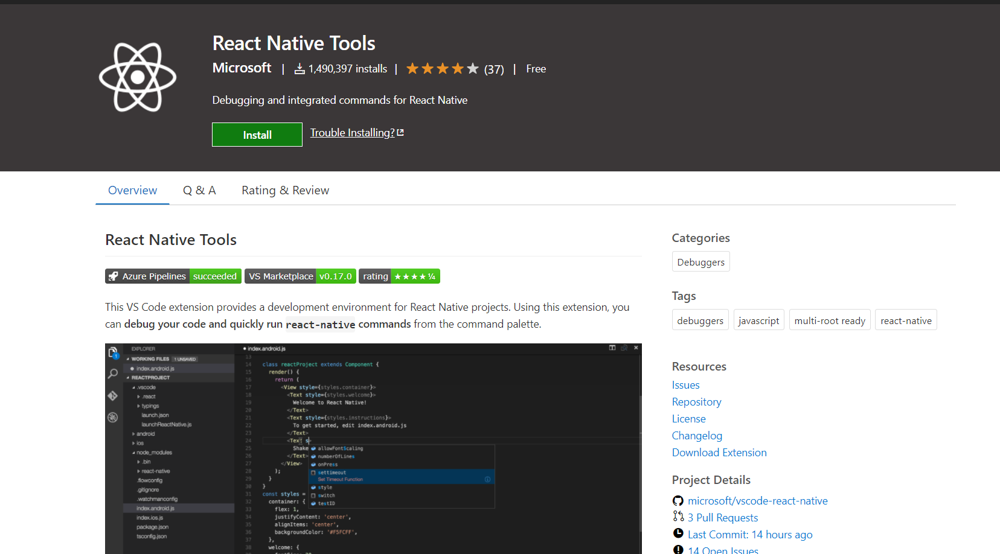 React Native Tools
Microsoft | 1,490,397 installs | (37) | Free
Debugging and integrated commands for React Native
Install Trouble Installing?
Overview Q & A Rating & Review
React Native Tools
Azure Pipelines succeeded VS Marketplace v0.17.0 rating ★★★★¼
This VS Code extension provides a development environment for React Native projects. Using this extension, you
can debug your code and quickly run react-native commands from the command palette.
EXPLORER
WORKING FILES 1 UNSAVED
index.android.js
REACTPROJECT
.vscode
.react
typings
launch.json
launchReactNative.js
android
ios
node_modules
.bin
react-native
.flowconfig
.gitignore
.watchmanconfig
index.android.js
index.ios.js
package.json
tsconfig.json
index.android.js
13
14 class reactProject extends Component {
15 render() {
16 return (
17 <View style={styles.container}>
18 <Text style={styles.welcome}>
19 Welcome to React Native!
20 </Text>
21 <Text style={styles.instructions}>
22 To get started, edit index.android.js
23 </Text>
24 <Text s>
25 Shake
26 </Text>
27 </View>
28 );
29 }
30 }
31 const styles =
32 container: {
33 flex: 1,
34 justifyContent: 'center',
35 alignItems: 'center',
36 backgroundColor: '#F5FCFF',
37 },
38 welcome: {
allowFontScaling
numberOfLines
onPress
settimeout
Set Timeout Function
style
switch
testID
Categories
Debuggers
Tags
debuggers javascript multi-root ready react-native
Resources
Issues
Repository
License
Changelog
Download Extension
Project Details
microsoft/vscode-react-native
3 Pull Requests
Last Commit: 14 hours ago
14 Open Issues